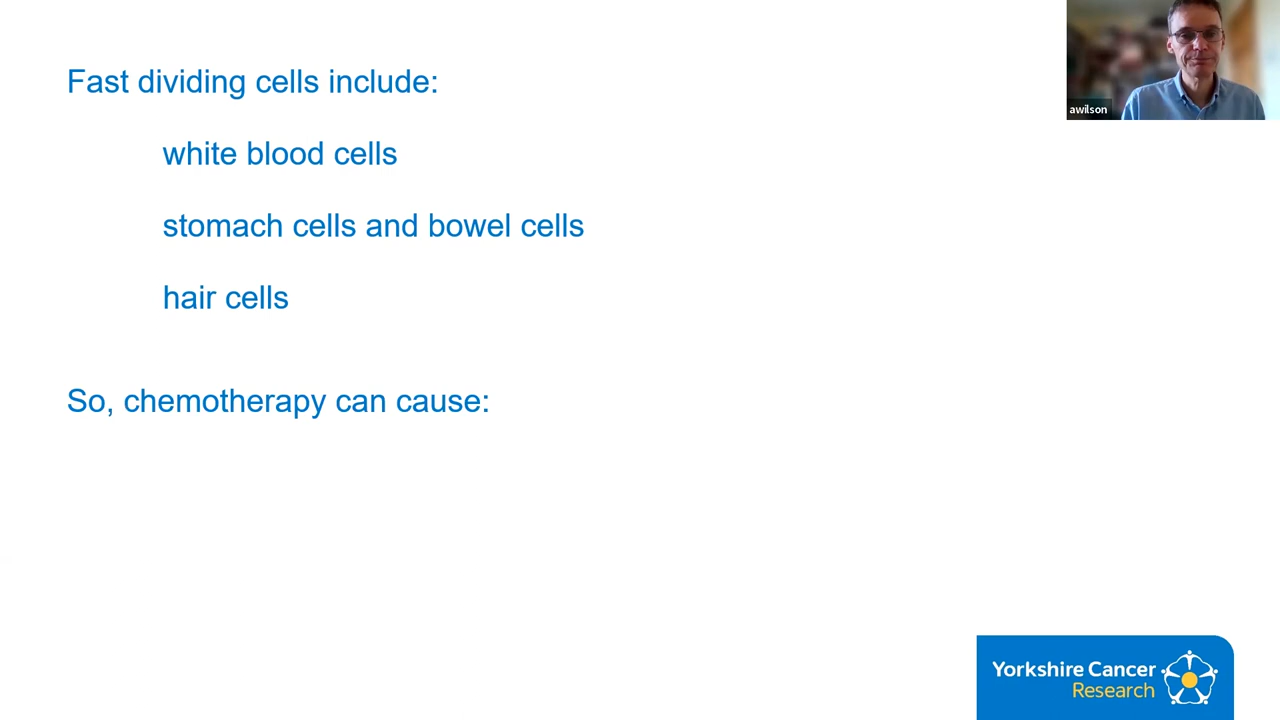 Fast dividing cells include:
white blood cells
stomach cells and bowel cells
hair cells
So, chemotherapy can cause:
awilson
Yorkshire Cancer
Research